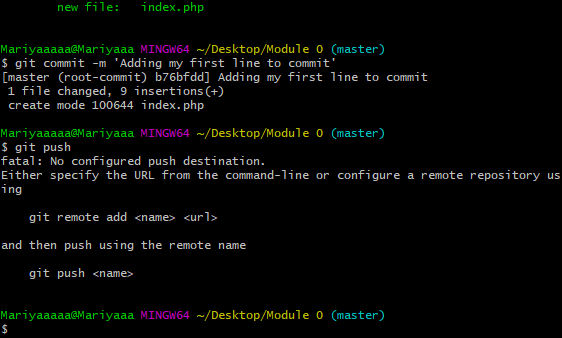 new file:   index.php
Mariyaaaaa@Mariyaaa MINGW64 ~/Desktop/Module 0 (master)
$ git commit -m 'Adding my first line to commit'
[master (root-commit) b76bfdd] Adding my first line to commit
 1 file changed, 9 insertions(+)
 create mode 100644 index.php
Mariyaaaaa@Mariyaaa MINGW64 ~/Desktop/Module 0 (master)
$ git push
fatal: No configured push destination.
Either specify the URL from the command-line or configure a remote repository us
ing
    git remote add <name> <url>
and then push using the remote name
    git push <name>
Mariyaaaaa@Mariyaaa MINGW64 ~/Desktop/Module 0 (master)
$